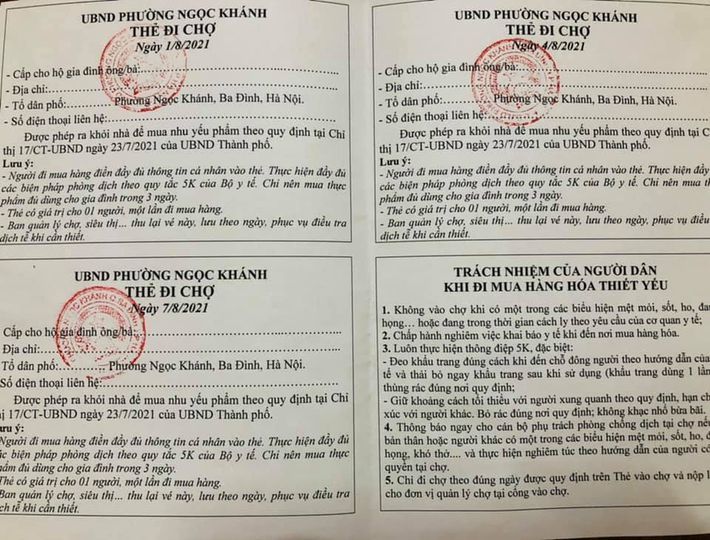 UBND PHƯỜNG NGỌC KHÁNH
THẺ ĐI CHỢ
Ngày 1/8/2021
- Cấp cho hộ gia đình ông/bà:
- Địa chỉ:
- Tổ dân phố: Phường Ngọc Khánh, Ba Đình, Hà Nội.
- Số điện thoại liên hệ:
Được phép ra khỏi nhà để mua nhu yếu phẩm theo quy định tại Chỉ
thị 17/CT-UBND ngày 23/7/2021 của UBND Thành phố.
Lưu ý:
- Người đi mua hàng điền đầy đủ thông tin cá nhân vào thẻ. Thực hiện đầy đủ
các biện pháp phòng dịch theo quy tắc 5K của Bộ y tế. Chỉ nên mua thực
phẩm đủ dùng cho gia đình trong 3 ngày.
- Thẻ có giá trị cho 01 người, một lần đi mua hàng.
- Ban quản lý chợ, siêu thị... thu lại vé này, lưu theo ngày, phục vụ điều tra
dịch tễ khi cần thiết.
UBND PHƯỜNG NGỌC KHÁNH
THẺ ĐI CHỢ
Ngày 4/8/2021
- Cấp cho hộ gia đình ông/bà:
- Địa chỉ:
- Tổ dân phố: Phường Ngọc Khánh, Ba Đình, Hà Nội.
- Số điện thoại liên hệ:
Được phép ra khỏi nhà để mua nhu yếu phẩm theo quy định tại C
thị 17/CT-UBND ngày 23/7/2021 của UBND Thành phố.
Lưu ý:
- Người đi mua hàng điền đầy đủ thông tin cá nhân vào thẻ. Thực hiện đầy
các biện pháp phòng dịch theo quy tắc 5K của Bộ y tế. Chỉ nên mua th
phẩm đủ dùng cho gia đình trong 3 ngày.
- Thẻ có giá trị cho 01 người, một lần đi mua hàng.
- Ban quản lý chợ, siêu thị... thu lại vé này, lưu theo ngày, phục vụ điều tr
dịch tễ khi cần thiết.
UBND PHƯỜNG NGỌC KHÁNH
THẺ ĐI CHỢ
Ngày 7/8/2021
Cấp cho hộ gia đình ông/bà:
Địa chỉ:
Tổ dân phố: Phường Ngọc Khánh, Ba Đình, Hà Nội.
Số điện thoại liên hệ:
Được phép ra khỏi nhà để mua nhu yếu phẩm theo quy định tại Chỉ
thị 17/CT-UBND ngày 23/7/2021 của UBND Thành phố.
Lưu ý:
Người đi mua hàng điền đầy đủ thông tin cá nhân vào thẻ. Thực hiện đầy đủ
các biện pháp phòng dịch theo quy tắc 5K của Bộ y tế. Chỉ nên mua thực
phẩm đủ dùng cho gia đình trong 3 ngày.
Thẻ có giá trị cho 01 người, một lần đi mua hàng.
Ban quản lý chợ, siêu thị... thu lại vé này, lưu theo ngày, phục vụ điều tra
dịch tễ khi cần thiết.
TRÁCH NHIỆM CỦA NGƯỜI DÂN
KHI ĐI MUA HÀNG HÓA THIẾT YẾU
1. Không vào chợ khi có một trong các biểu hiện mệt mỏi, sốt, ho, đau
họng… hoặc đang trong thời gian cách ly theo yêu cầu của cơ quan y tế;
2. Chấp hành nghiêm việc khai báo y tế khi đến nơi mua hàng hóa.
3. Luôn thực hiện thông điệp 5K, đặc biệt:
- Đeo khẩu trang đúng cách khi đến chỗ đông người theo hướng dẫn của
tế và thải bỏ ngay khẩu trang sau khi sử dụng (khẩu trang dùng 1 lần
thùng rác đúng nơi quy định;
- Giữ khoảng cách tối thiểu với người xung quanh theo quy định, hạn ch
xúc với người khác. Bỏ rác đúng nơi quy định; không khạc nhổ bừa bãi.
4. Thông báo ngay cho cán bộ phụ trách phòng chống dịch tại chợ nế
bản thân hoặc người khác có một trong các biểu hiện mệt mỏi, sốt, ho,
họng, khó thở.... và thực hiện nghiêm túc theo hướng dẫn của người có
quyền tại chợ.
5. Chỉ đi chợ theo đúng ngày được quy định trên Thẻ vào chợ và nộp l
cho đơn vị quản lý chợ tại cổng vào chợ.